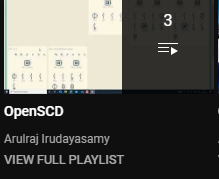 3
OpenSCD
Arulraj Irudayasamy
VIEW FULL PLAYLIST